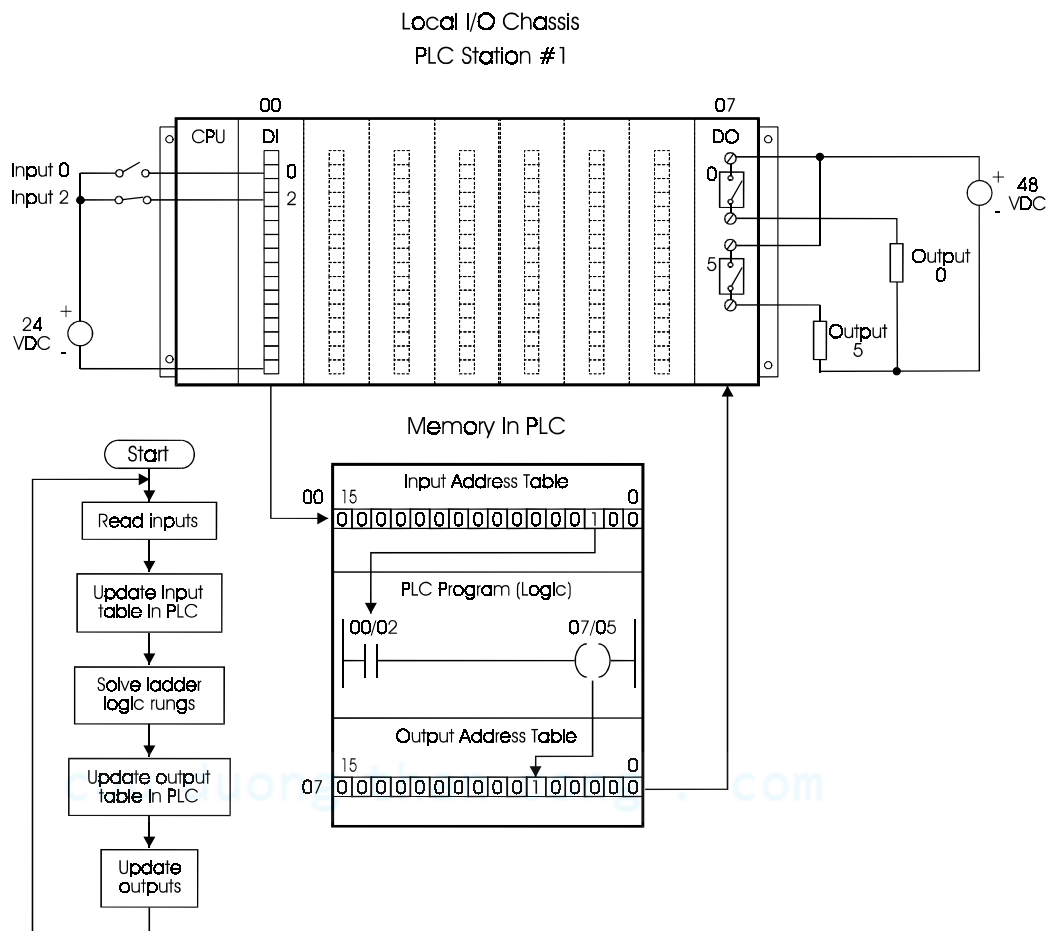 Local I/O Chassis
PLC Station #1
00
07
CPU
DI
DO
Input 0
0
Input 2
2
0
5
+
48
VDC
-
Output
0
Output
5
+
24
VDC
-
Memory In PLC
Start
Read inputs
Update input
table in PLC
Solve ladder
logic rungs
Update output
table in PLC
Update
outputs
Input Address Table
15 0
00 0 0 0 0 0 0 0 0 0 0 0 0 0 1 0 0
PLC Program (Logic)
00/02 07/05
Output Address Table
15 0
07 0 0 0 0 0 0 0 0 0 0 1 0 0 0 0 0